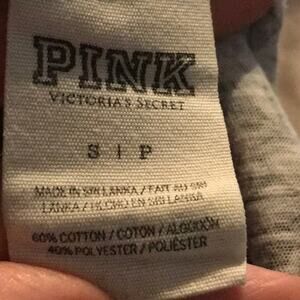 PINK
VICTORIA'S SECRET
S | P
MADE IN SRI LANKA / FAIT AU SRI
LANKA / HECHO EN SRI LANKA
60% COTTON / COTON / ALGODÓN
40% POLYESTER / POLIÉSTER